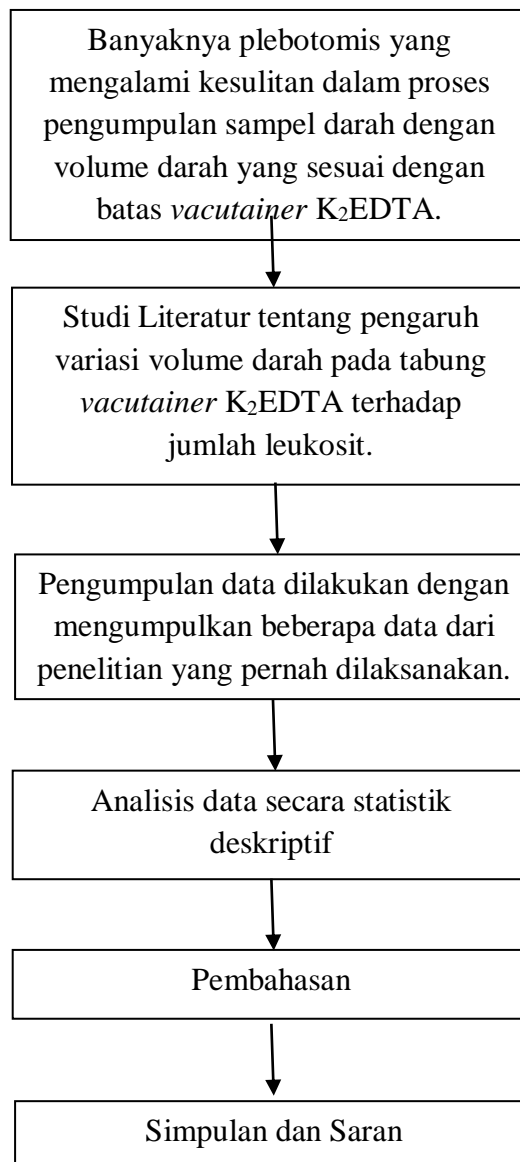 Banyaknya plebotomis yang
mengalami kesulitan dalam proses
pengumpulan sampel darah dengan
volume darah yang sesuai dengan
batas vacutainer K₂EDTA.
Studi Literatur tentang pengaruh
variasi volume darah pada tabung
vacutainer K₂EDTA terhadap
jumlah leukosit.
Pengumpulan data dilakukan dengan
mengumpulkan beberapa data dari
penelitian yang pernah dilaksanakan.
Analisis data secara statistik
deskriptif
Pembahasan
Simpulan dan Saran